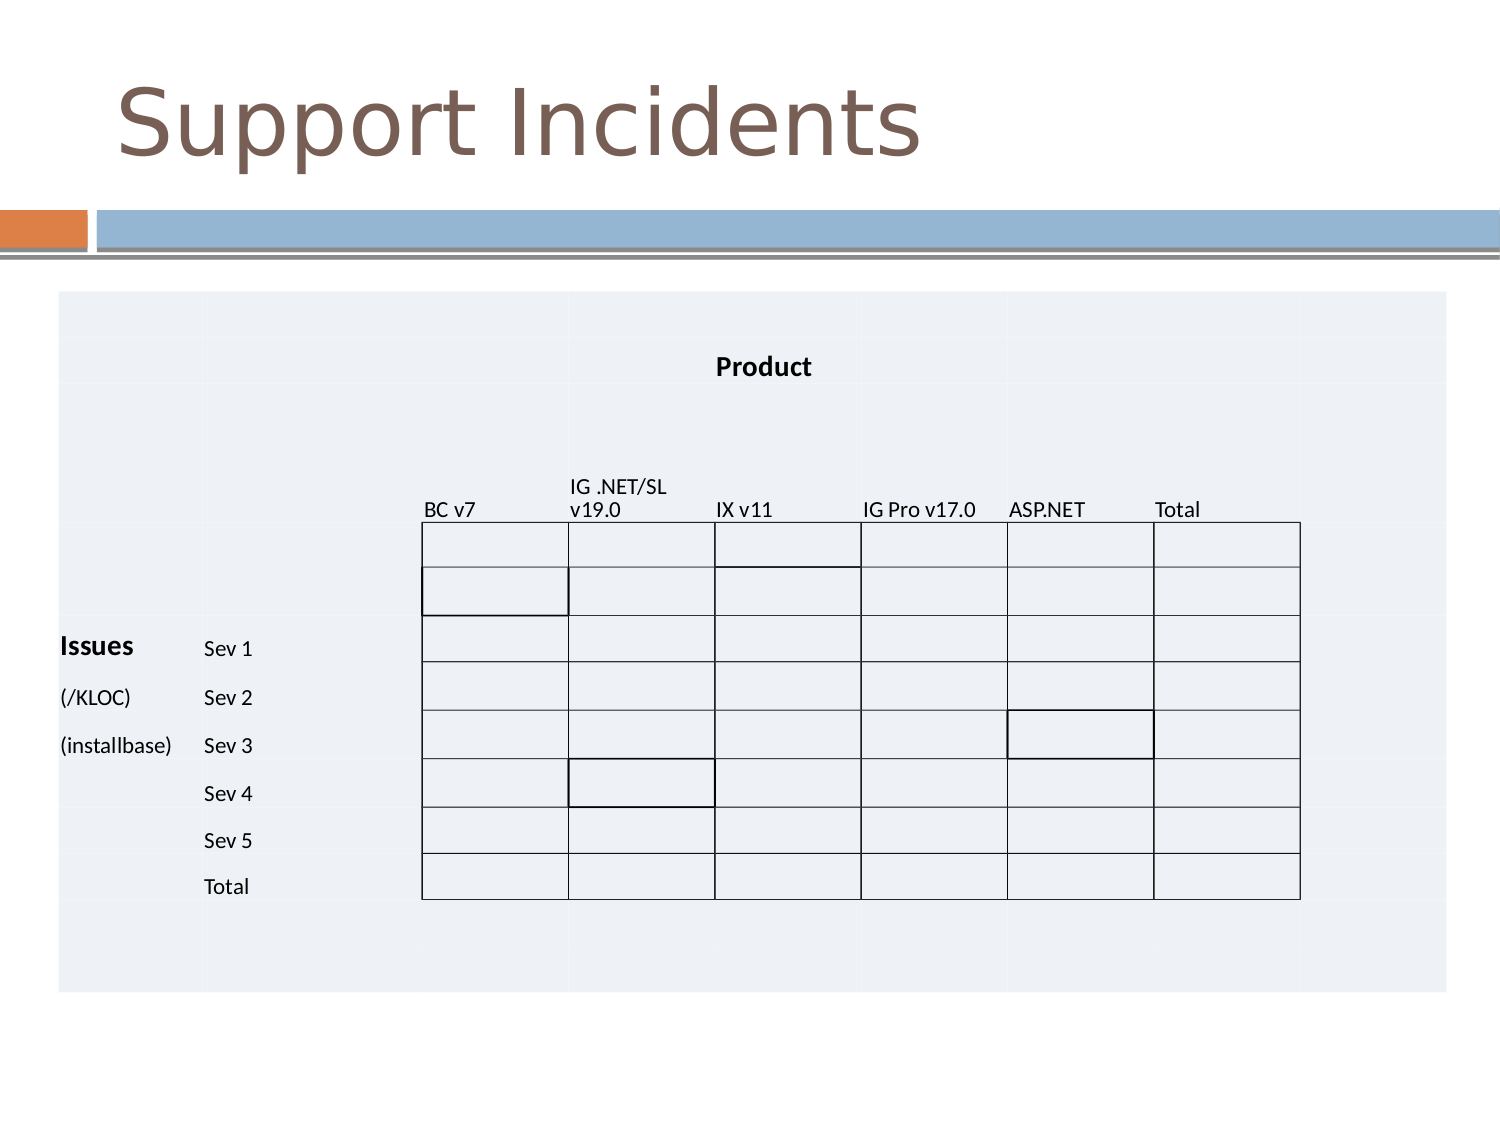 Support Incidents
Product
BC v7
IG .NET/SL
v19.0
IX v11
IG Pro v17.0
ASP.NET
Total
Issues
Sev 1
(/KLOC)
Sev 2
(installbase)
Sev 3
Sev 4
Sev 5
Total